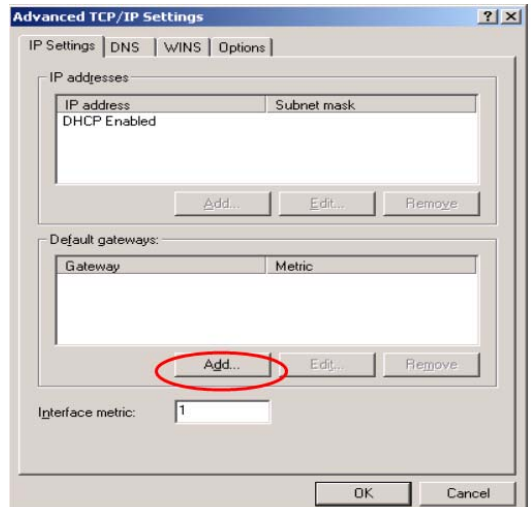 Advanced TCP/IP Settings
IP Settings DNS WINS Options
IP addresses
IP address Subnet mask
DHCP Enabled
Add... Edit... Remove
Default gateways:
Gateway Metric
Add... Edit... Remove
Interface metric: 1
OK Cancel